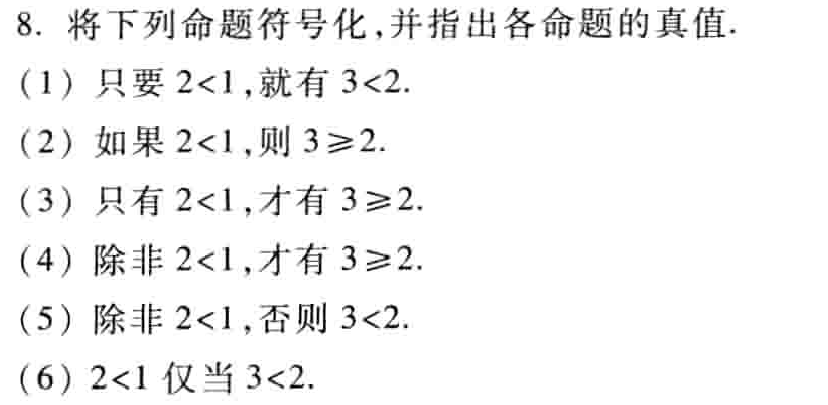 8. 将下列命题符号化,并指出各命题的真值.
(1) 只要 2<1,就有 3<2.
(2) 如果 2<1,则 3⩾2.
(3) 只有 2<1,才有 3⩾2.
(4) 除非 2<1,才有 3⩾2.
(5) 除非 2<1,否则 3<2.
(6) 2<1 仅当 3<2.